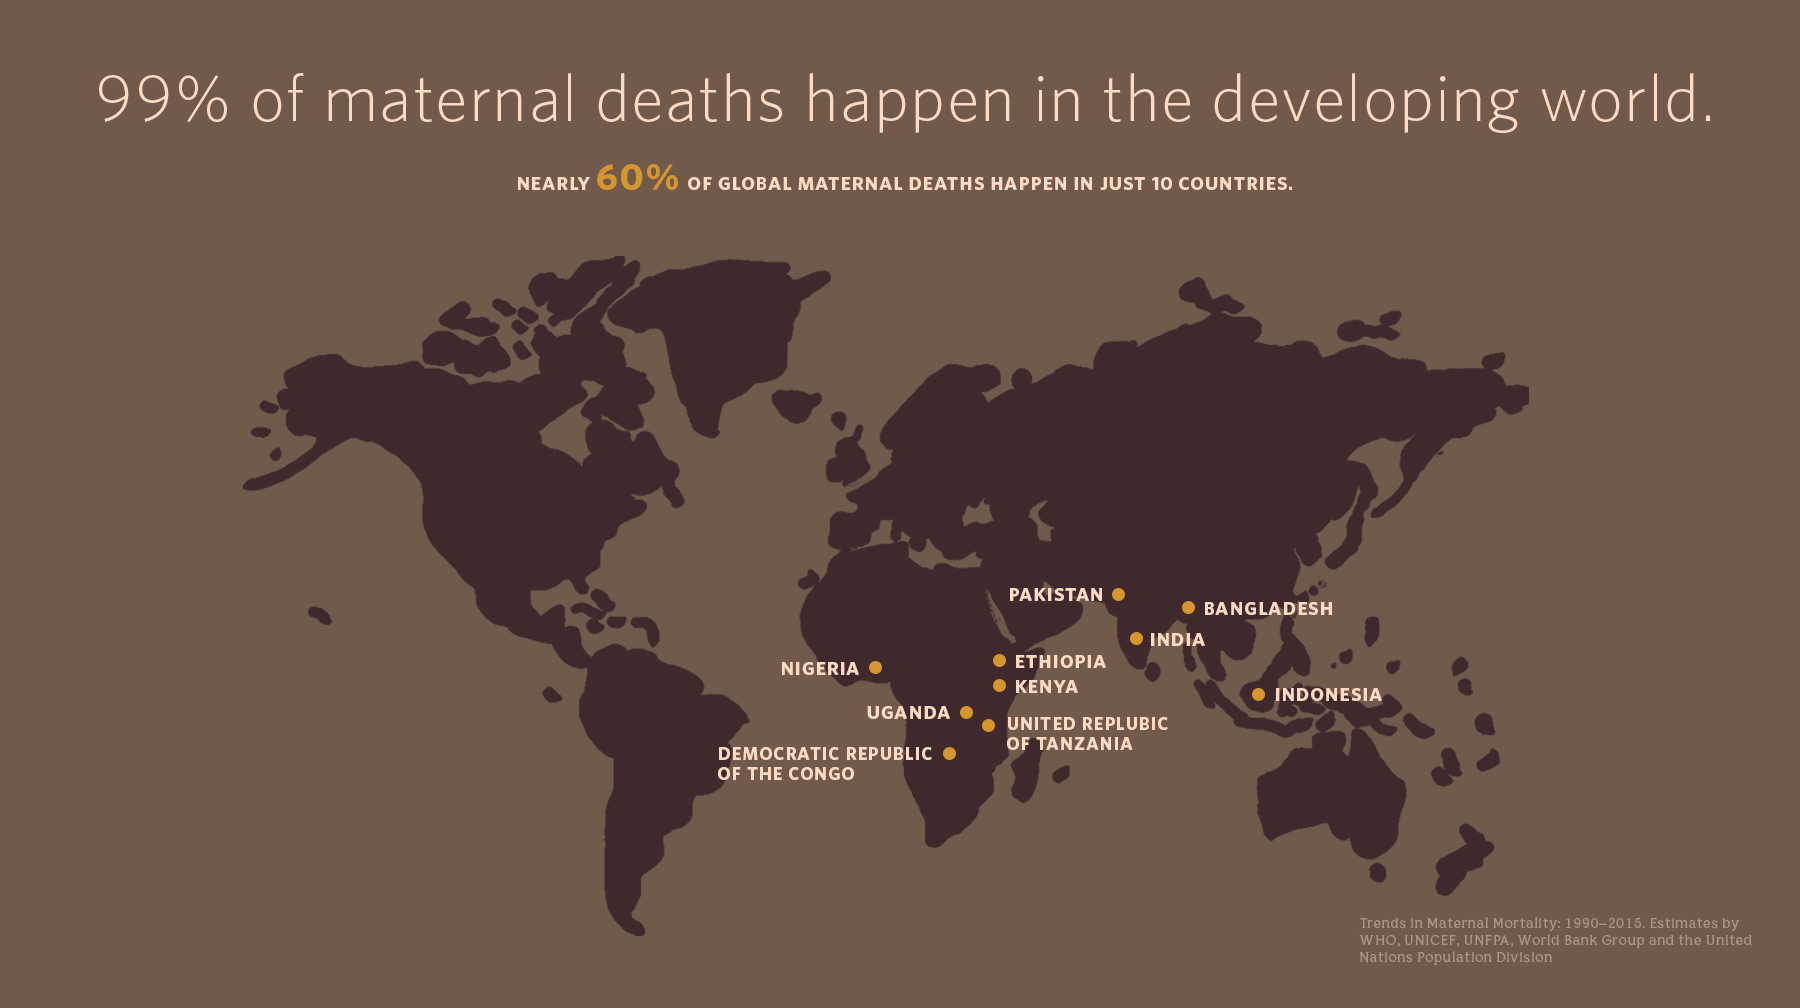 99% of maternal deaths happen in the developing world.
NEARLY 60% OF GLOBAL MATERNAL DEATHS HAPPEN IN JUST 10 COUNTRIES.
PAKISTAN
BANGLADESH
INDIA
NIGERIA
ETHIOPIA
KENYA
INDONESIA
UGANDA
UNITED REPLUBIC
OF TANZANIA
DEMOCRATIC REPUBLIC
OF THE CONGO
Trends in Maternal Mortality: 1990–2015. Estimates by
WHO, UNICEF, UNFPA, World Bank Group and the United
Nations Population Division